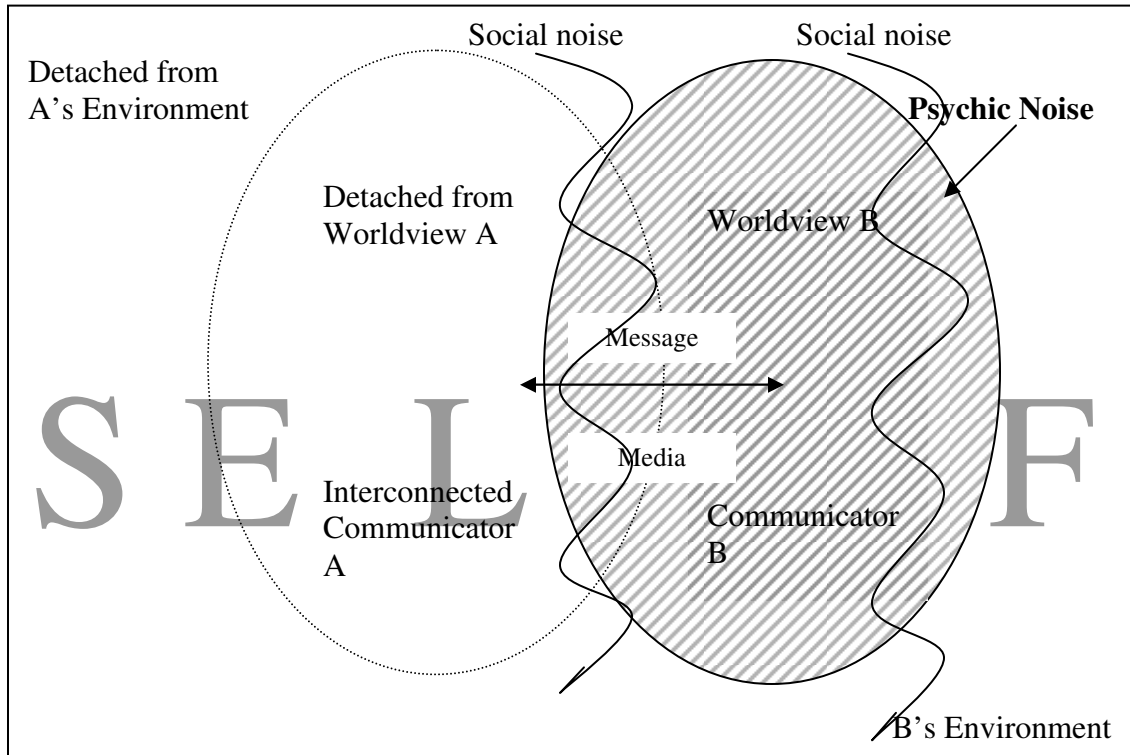 Social noise
Social noise
Detached from
A’s Environment
Psychic Noise
Detached from
Worldview A
Worldview B
Message
S E L F
Media
Interconnected
Communicator
A
Communicator
B
B’s Environment